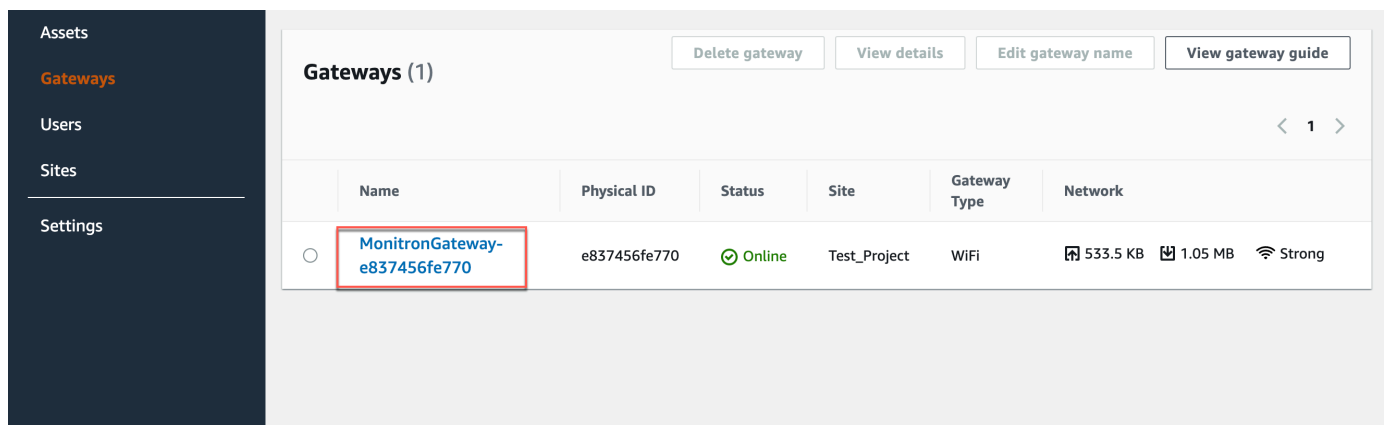 Assets
Gateways
Users
Sites
Settings
Gateways (1)
Delete gateway
View details
Edit gateway name
View gateway guide
1
Name
Physical ID
Status
Site
Gateway
Type
Network
MonitronGateway-
e837456fe770
e837456fe770
Online
Test_Project
WiFi
533.5 KB
1.05 MB
Strong